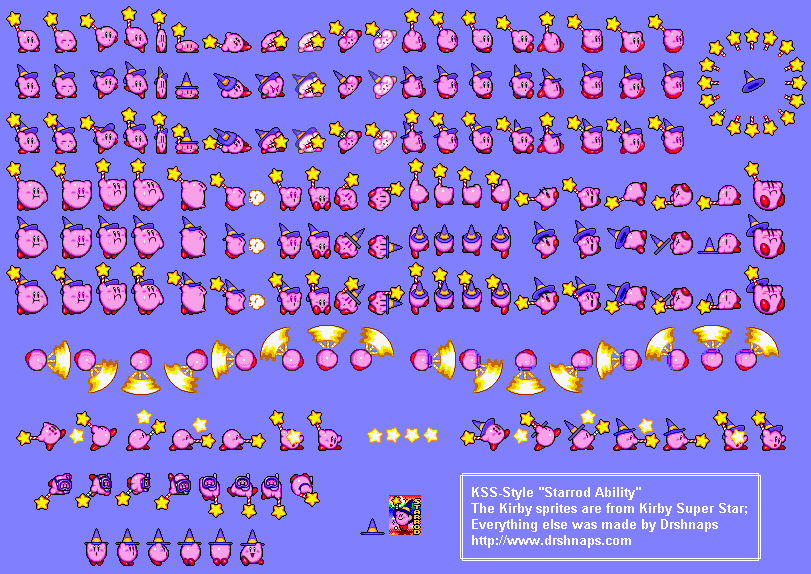 KSS-Style "Starrod Ability"
The Kirby sprites are from Kirby Super Star;
Everything else was made by Drshnaps
http://www.drshnaps.com